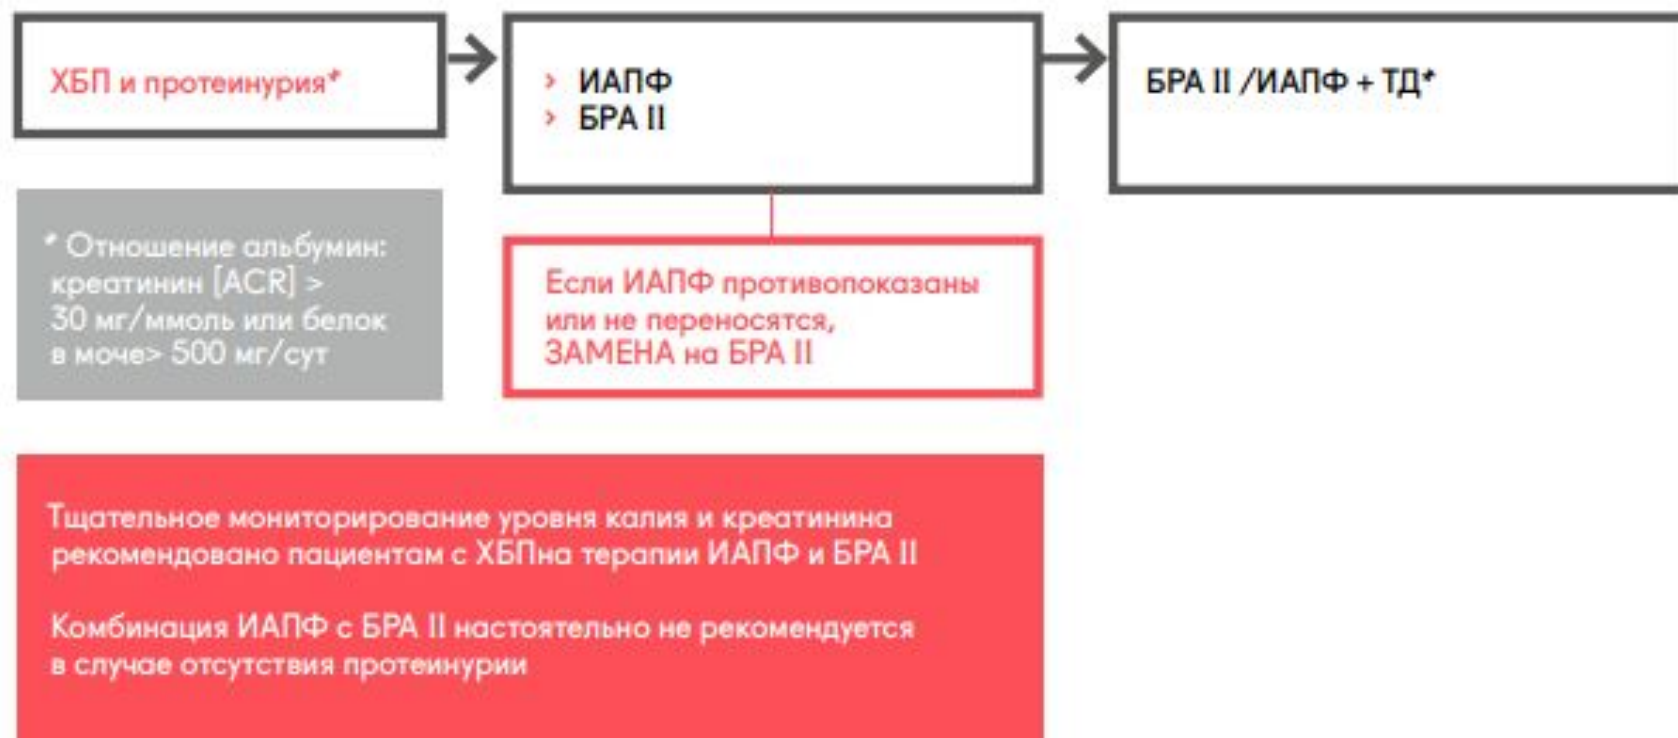 ХБП и протеинурия*
> ИАПФ
> БРА II
БРА II /ИАПФ + ТД*
* Отношение альбумин:
креатинин [ACR] >
30 мг/ммоль или белок
в моче> 500 мг/сут
Если ИАПФ противопоказаны
или не переносятся,
ЗАМЕНА на БРА II
Тщательное мониторирование уровня калия и креатинина
рекомендовано пациентам с ХБПна терапии ИАПФ и БРА II
Комбинация ИАПФ с БРА II настоятельно не рекомендуется
в случае отсутствия протеинурии